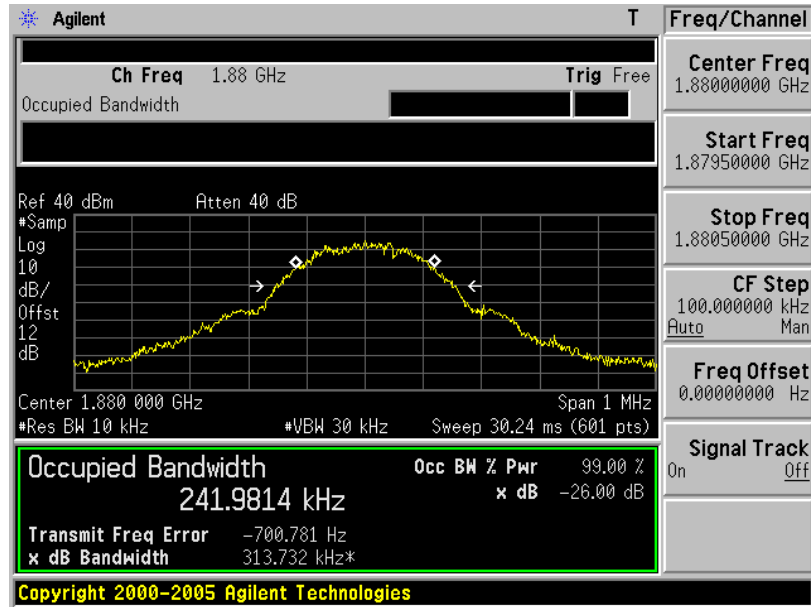 Agilent T Freq/Channel
Ch Freq 1.88 GHz Trig Free
Occupied Bandwidth
Center Freq
1.88000000 GHz
Start Freq
1.87950000 GHz
Stop Freq
1.88050000 GHz
CF Step
100.000000 kHz
Auto Man
Freq Offset
0.00000000 Hz
Signal Track
On Off
Ref 40 dBm Atten 40 dB
#Samp
Log
10
dB/
Offst
12
dB
Center 1.880 000 GHz Span 1 MHz
#Res BW 10 kHz #VBW 30 kHz Sweep 30.24 ms (601 pts)
Occupied Bandwidth Occ BW % Pwr 99.00 %
241.9814 kHz x dB -26.00 dB
Transmit Freq Error -700.781 Hz
x dB Bandwidth 313.732 kHz*
Copyright 2000-2005 Agilent Technologies